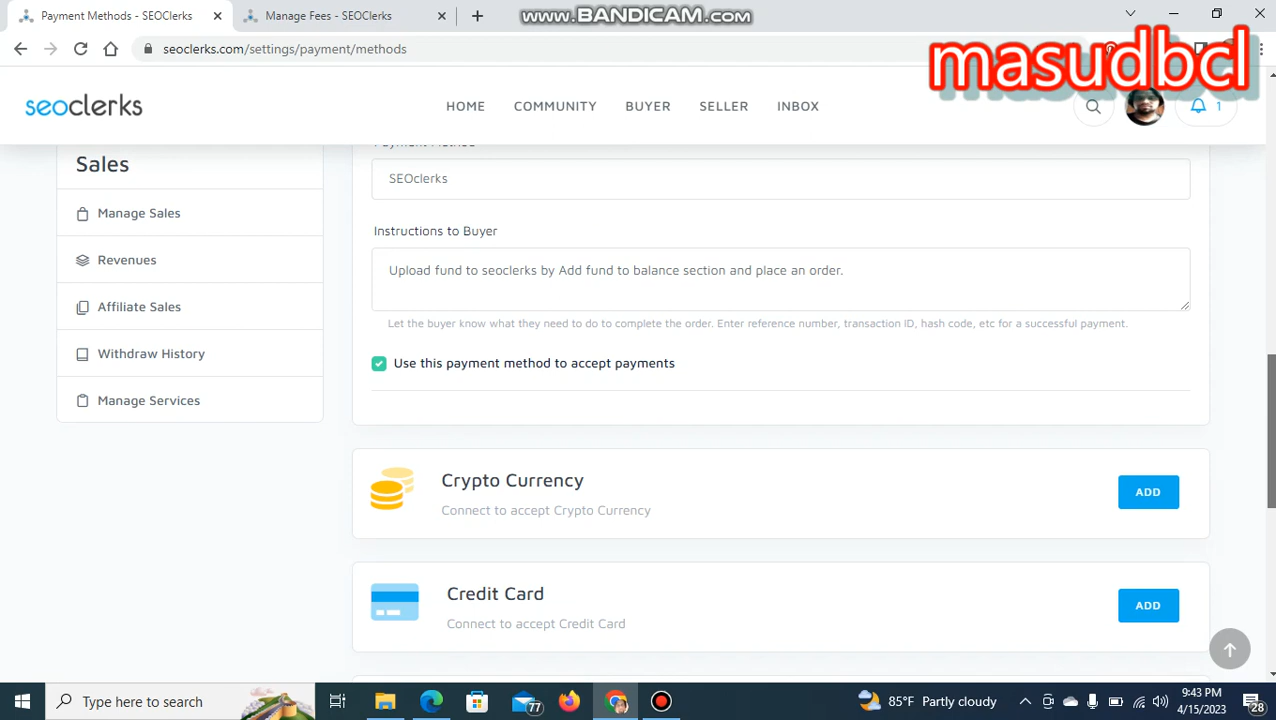 Payment Methods - SEOClerks
Manage Fees - SEOClerks
www.BANDICAM.com
seoclerks.com/settings/payment/methods
masudbcl
seoclerks
HOME
COMMUNITY
BUYER
SELLER
INBOX
1
Sales
Manage Sales
Revenues
Affiliate Sales
Withdraw History
Manage Services
Payment Method
SEOclerks
Instructions to Buyer
Upload fund to seoclerks by Add fund to balance section and place an order.
Let the buyer know what they need to do to complete the order. Enter reference number, transaction ID, hash code, etc for a successful payment.
Use this payment method to accept payments
Crypto Currency
Connect to accept Crypto Currency
ADD
Credit Card
Connect to accept Credit Card
ADD
Type here to search
77
85°F Partly cloudy
9:43 PM
4/15/2023
28